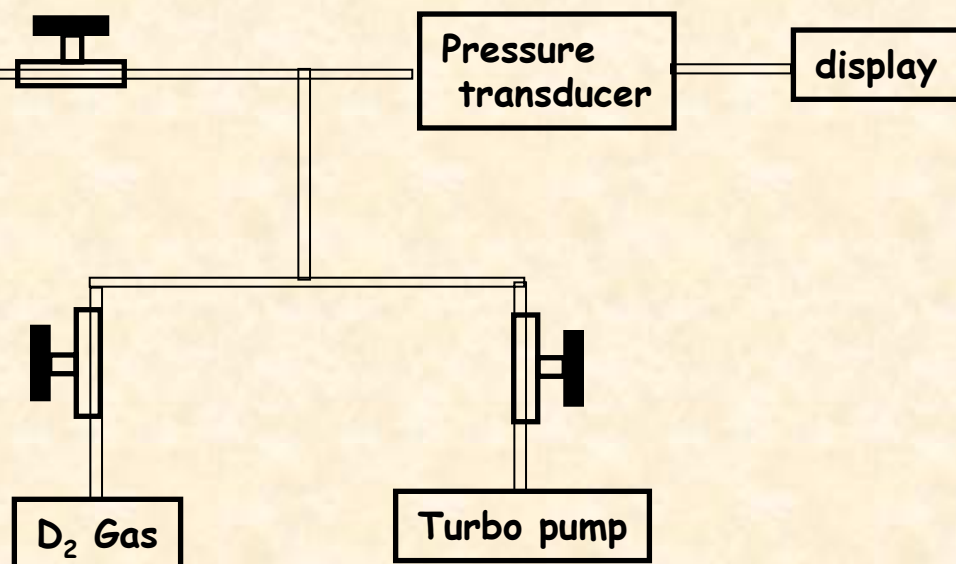 Pressure
transducer
display
D₂ Gas
Turbo pump